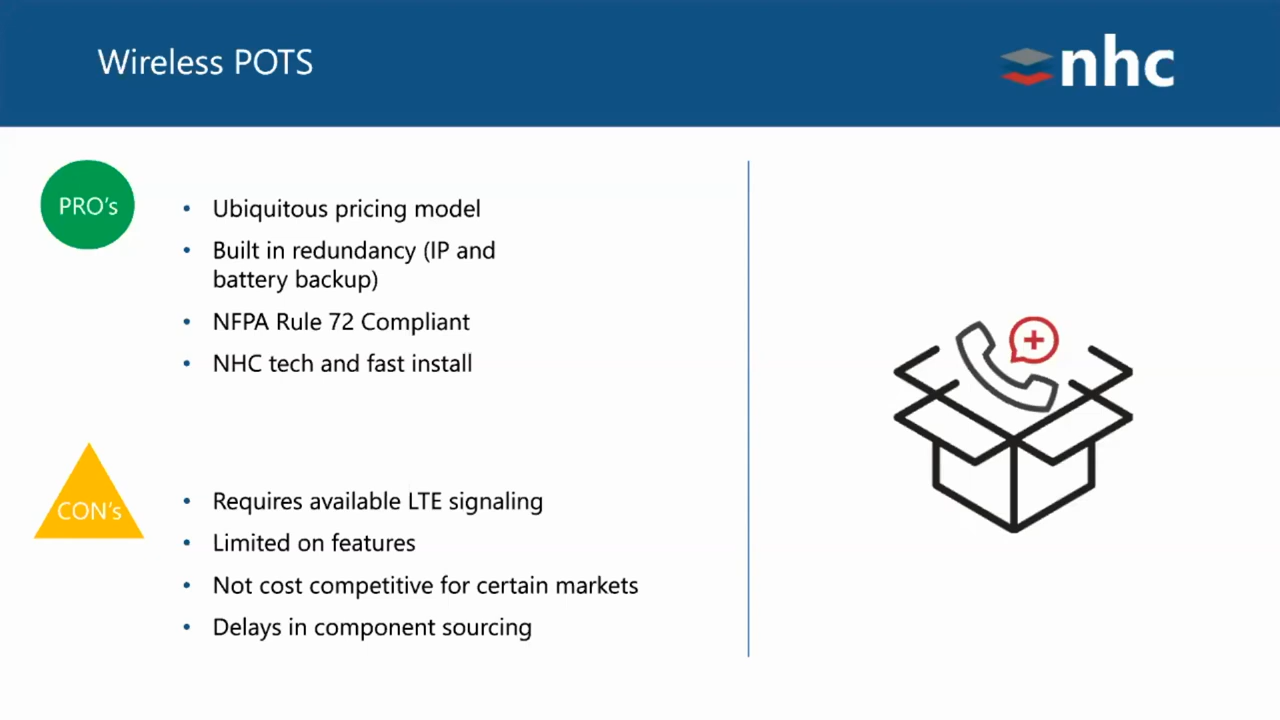 Wireless POTS
nhc
PRO's
• Ubiquitous pricing model
• Built in redundancy (IP and
battery backup)
• NFPA Rule 72 Compliant
• NHC tech and fast install
CON's
• Requires available LTE signaling
• Limited on features
• Not cost competitive for certain markets
• Delays in component sourcing